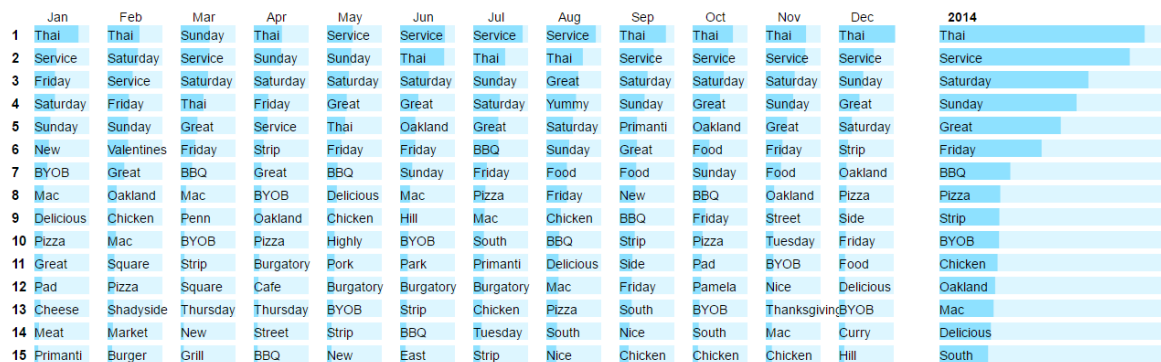 Jan Feb Mar Apr May Jun Jul Aug Sep Oct Nov Dec 2014
1 Thai Thai Sunday Thai Service Service Service Service Thai Thai Thai Thai Thai
2 Service Saturday Service Sunday Sunday Thai Thai Thai Service Service Service Service Service
3 Friday Service Saturday Saturday Saturday Saturday Sunday Great Saturday Saturday Saturday Sunday Saturday
4 Saturday Friday Thai Friday Great Great Saturday Yummy Sunday Great Sunday Great Sunday
5 Sunday Sunday Great Service Thai Oakland Great Saturday Primanti Oakland Great Saturday Great
6 New Valentines Friday Strip Friday Friday BBQ Sunday Great Food Friday Strip Friday
7 BYOB Great BBQ Great BBQ Sunday Friday Food Food Sunday Food Oakland BBQ
8 Mac Oakland Mac BYOB Delicious Mac Pizza Friday New BBQ Oakland Pizza Pizza
9 Delicious Chicken Penn Oakland Chicken Hill Mac Chicken BBQ Friday Street Side Strip
10 Pizza Mac BYOB Pizza Highly BYOB South BBQ Strip Pizza Tuesday Friday BYOB
11 Great Square Strip Burgatory Pork Park Primanti Delicious Side Pad BYOB Food Chicken
12 Pad Pizza Square Cafe Burgatory Burgatory Burgatory Mac Friday Pamela Nice Delicious Oakland
13 Cheese Shadyside Thursday Thursday BYOB Strip Chicken Pizza South BYOB Thanksgiving BYOB Mac
14 Meat Market New Street Strip BBQ Tuesday South Nice South Mac Curry Delicious
15 Primanti Burger Grill BBQ New East Strip Nice Chicken Chicken Chicken Hill South